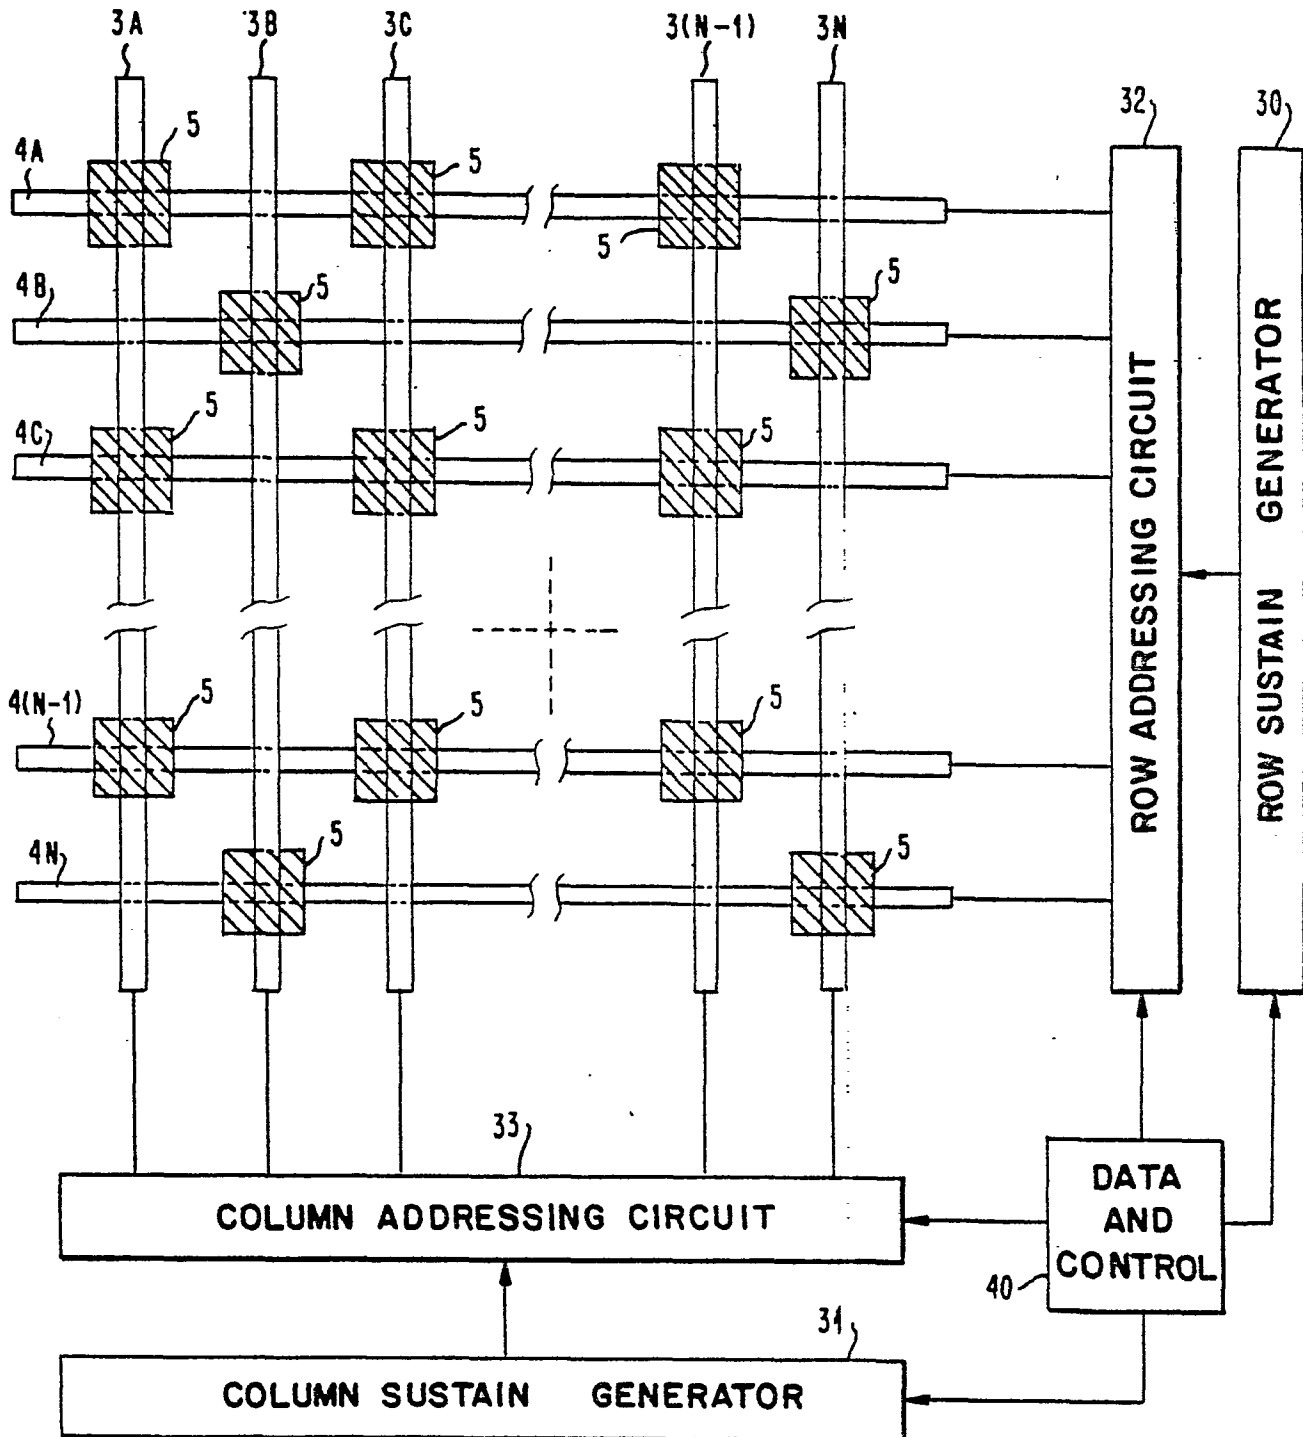 3A 3B 3C 3(N-1) 3N
32 30
5
4A 5
5
4B 5 5
4C 5 5 5
ROW ADDRESSING CIRCUIT
ROW SUSTAIN GENERATOR
4(N-1) 5 5 5
4N 5 5
33
COLUMN ADDRESSING CIRCUIT
DATA
AND
CONTROL
40
31
COLUMN SUSTAIN GENERATOR